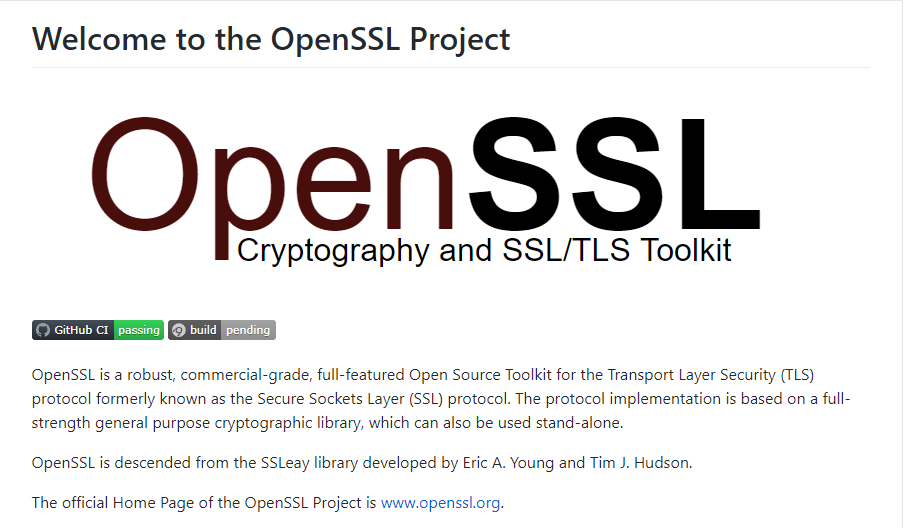 Welcome to the OpenSSL Project
OpenSSL
Cryptography and SSL/TLS Toolkit
GitHub CI passing build pending
OpenSSL is a robust, commercial-grade, full-featured Open Source Toolkit for the Transport Layer Security (TLS)
protocol formerly known as the Secure Sockets Layer (SSL) protocol. The protocol implementation is based on a full-
strength general purpose cryptographic library, which can also be used stand-alone.
OpenSSL is descended from the SSLeay library developed by Eric A. Young and Tim J. Hudson.
The official Home Page of the OpenSSL Project is www.openssl.org.